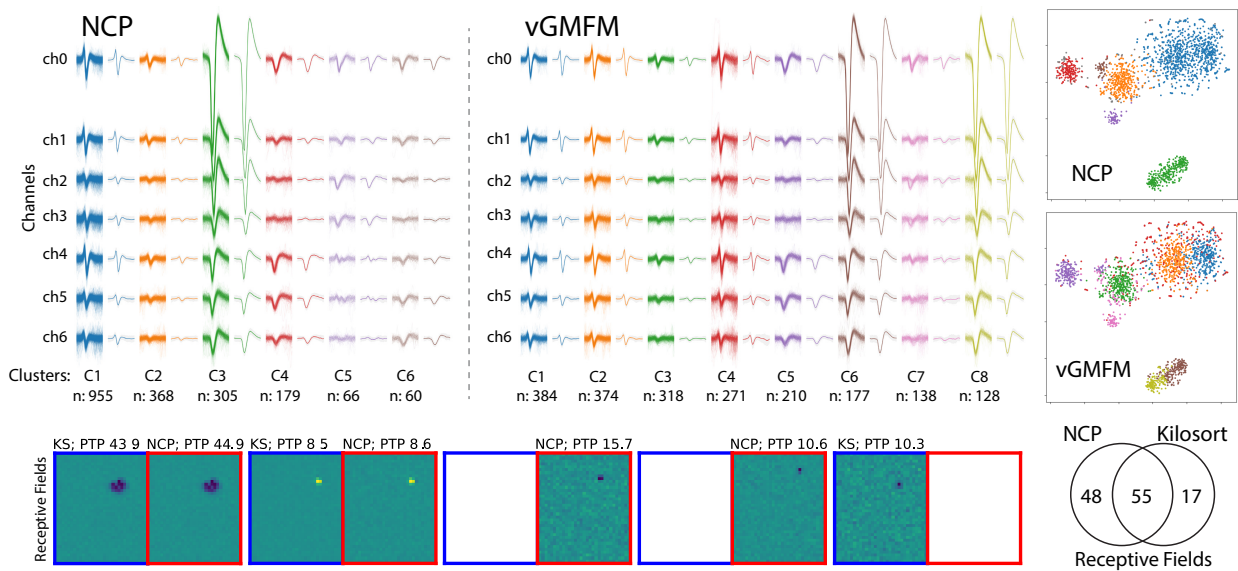 NCP
vGMFM
ch0
ch0
ch1
ch1
ch2
ch2
ch3
ch3
ch4
ch4
ch5
ch5
ch6
ch6
Channels
Clusters: C1 C2 C3 C4 C5 C6
n: 955 n: 368 n: 305 n: 179 n: 66 n: 60
C1 C2 C3 C4 C5 C6 C7 C8
n: 384 n: 374 n: 318 n: 271 n: 210 n: 177 n: 138 n: 128
NCP
vGMFM
KS; PTP 43 9 NCP; PTP 44.9 KS; PTP 8 5 NCP; PTP 8.6 NCP; PTP 15.7 NCP; PTP 10.6 KS; PTP 10.3
Receptive Fields
NCP Kilosort
48 55 17
Receptive Fields